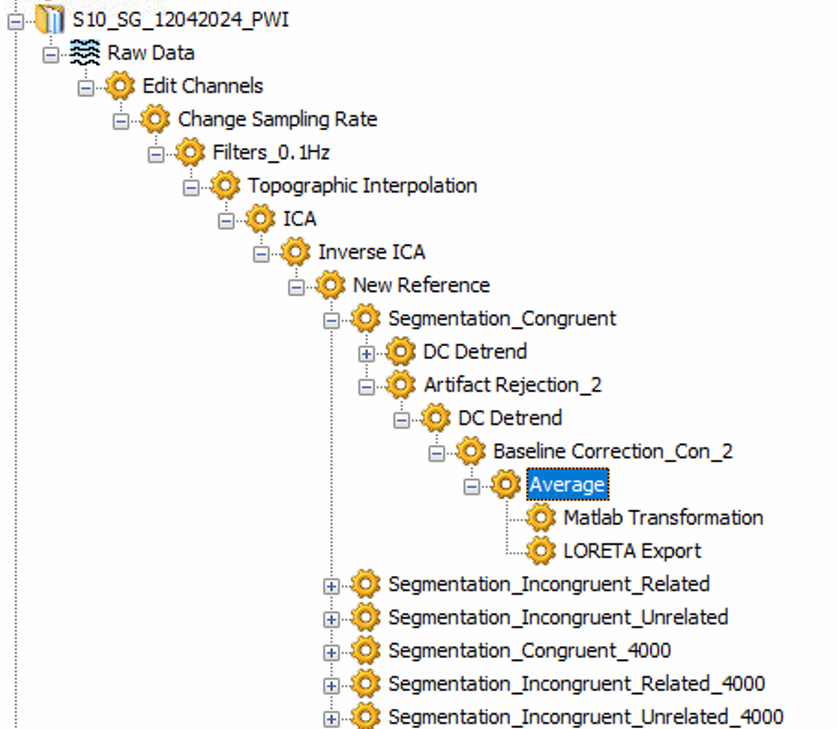 S10_SG_12042024_PWI
Raw Data
Edit Channels
Change Sampling Rate
Filters_0.1Hz
Topographic Interpolation
ICA
Inverse ICA
New Reference
Segmentation_Congruent
DC Detrend
Artifact Rejection_2
DC Detrend
Baseline Correction_Con_2
Average
Matlab Transformation
LORETA Export
Segmentation_Incongruent_Related
Segmentation_Incongruent_Unrelated
Segmentation_Congruent_4000
Segmentation_Incongruent_Related_4000
Segmentation_Incongruent_Unrelated_4000